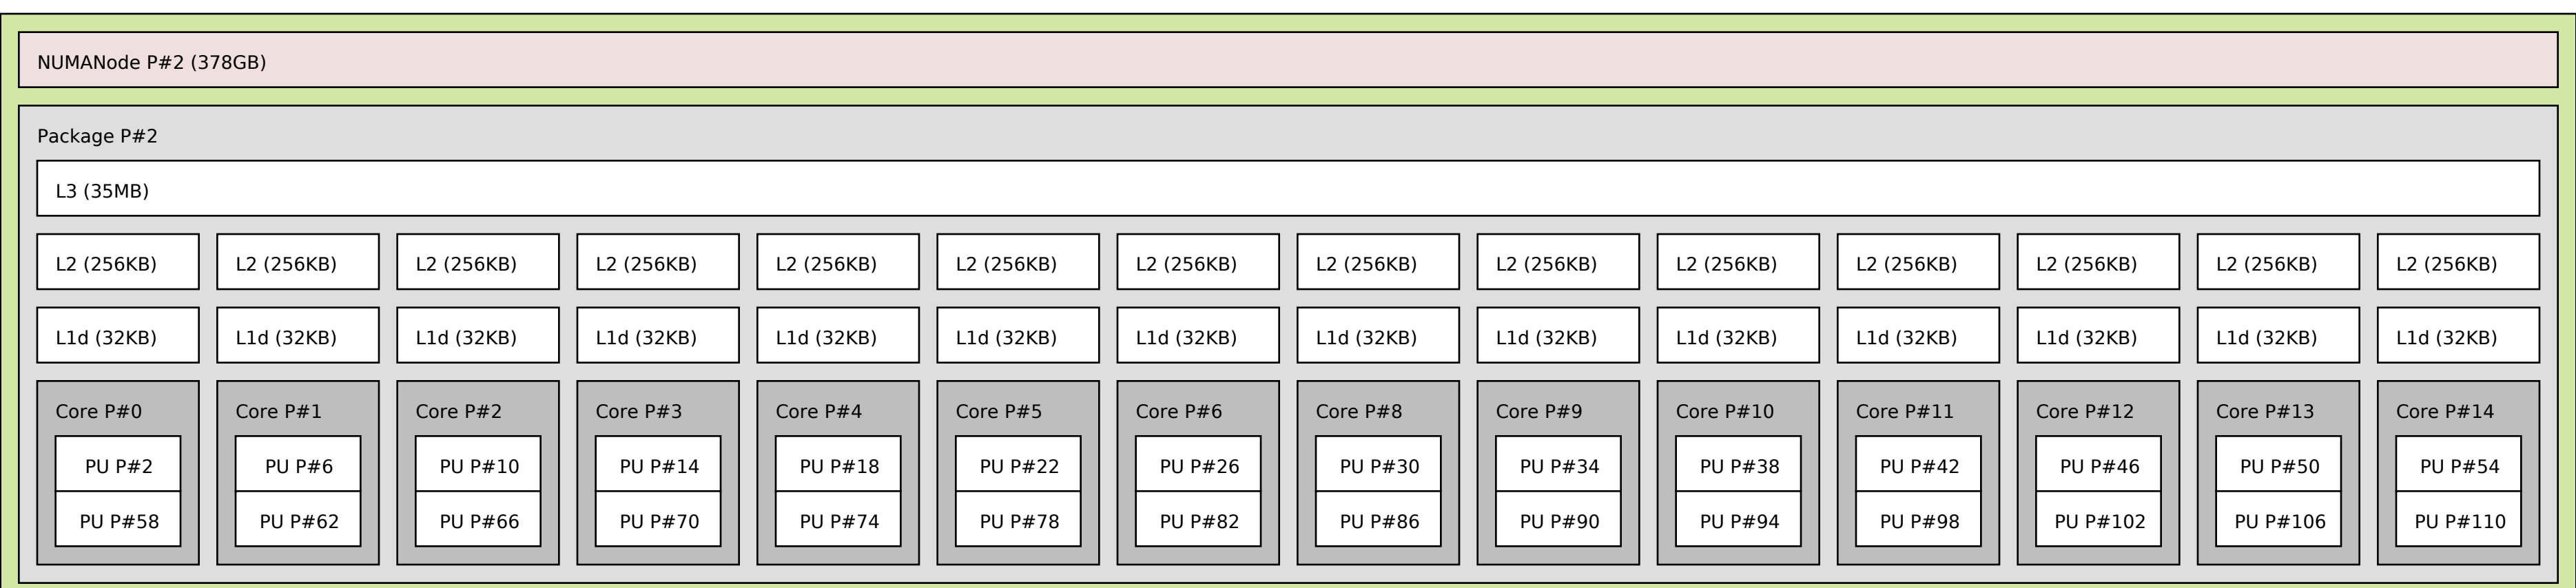 NUMANode P#2 (378GB)
Package P#2
L3 (35MB)
L2 (256KB) L2 (256KB) L2 (256KB) L2 (256KB) L2 (256KB) L2 (256KB) L2 (256KB) L2 (256KB) L2 (256KB) L2 (256KB) L2 (256KB) L2 (256KB) L2 (256KB) L2 (256KB)
L1d (32KB) L1d (32KB) L1d (32KB) L1d (32KB) L1d (32KB) L1d (32KB) L1d (32KB) L1d (32KB) L1d (32KB) L1d (32KB) L1d (32KB) L1d (32KB) L1d (32KB) L1d (32KB)
Core P#0 Core P#1 Core P#2 Core P#3 Core P#4 Core P#5 Core P#6 Core P#8 Core P#9 Core P#10 Core P#11 Core P#12 Core P#13 Core P#14
PU P#2 PU P#6 PU P#10 PU P#14 PU P#18 PU P#22 PU P#26 PU P#30 PU P#34 PU P#38 PU P#42 PU P#46 PU P#50 PU P#54
PU P#58 PU P#62 PU P#66 PU P#70 PU P#74 PU P#78 PU P#82 PU P#86 PU P#90 PU P#94 PU P#98 PU P#102 PU P#106 PU P#110